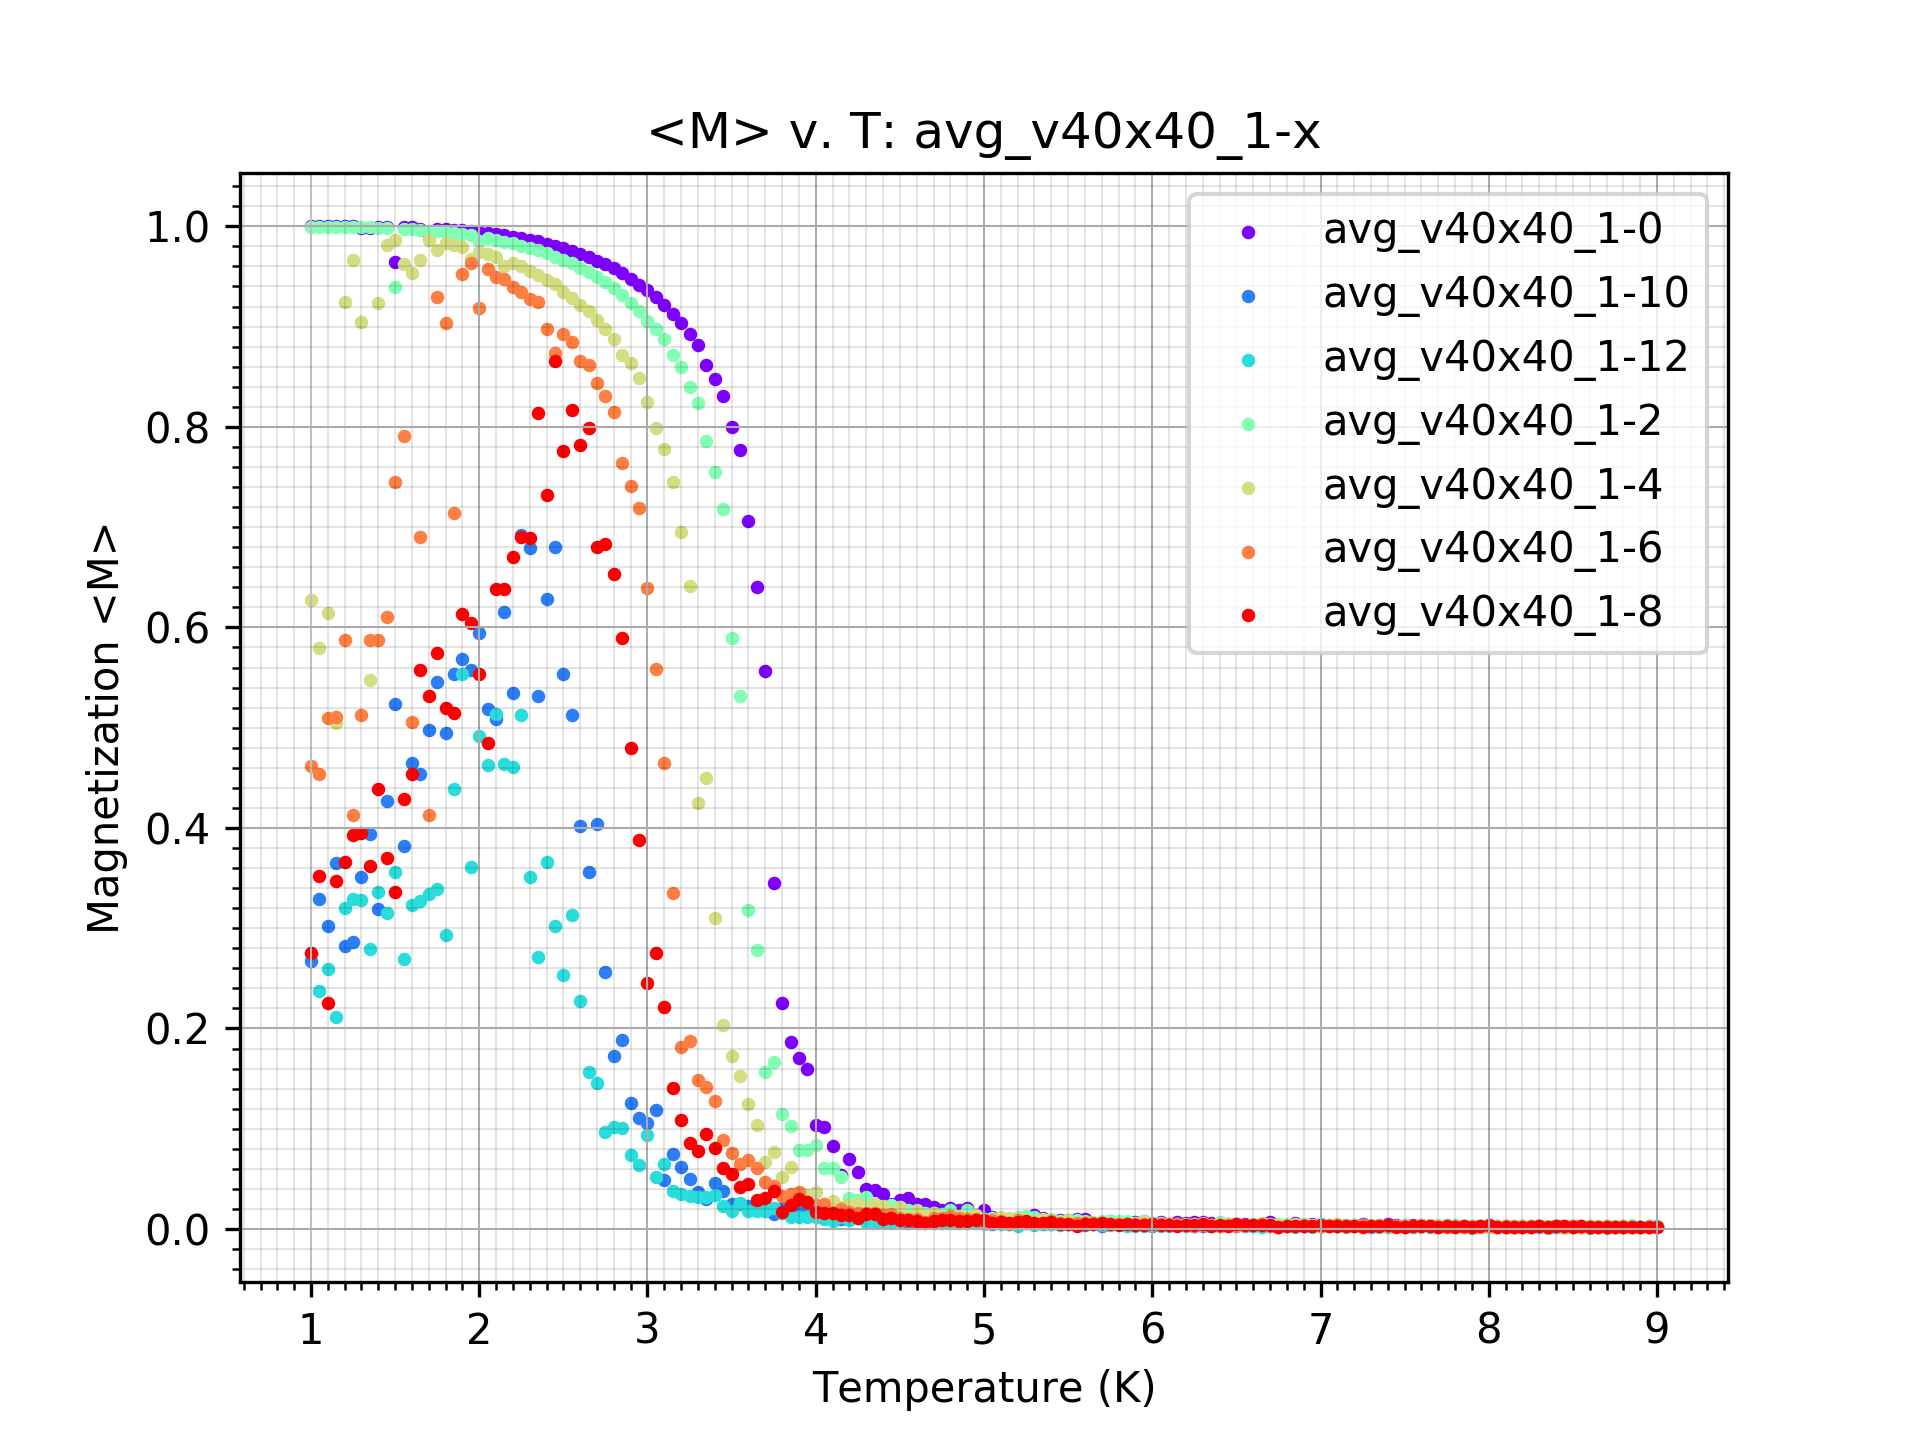 <M> v. T: avg_v40x40_1-x
avg_v40x40_1-0
avg_v40x40_1-10
avg_v40x40_1-12
avg_v40x40_1-2
avg_v40x40_1-4
avg_v40x40_1-6
avg_v40x40_1-8
Magnetization <M>
1.0
0.8
0.6
0.4
0.2
0.0
1 2 3 4 5 6 7 8 9
Temperature (K)